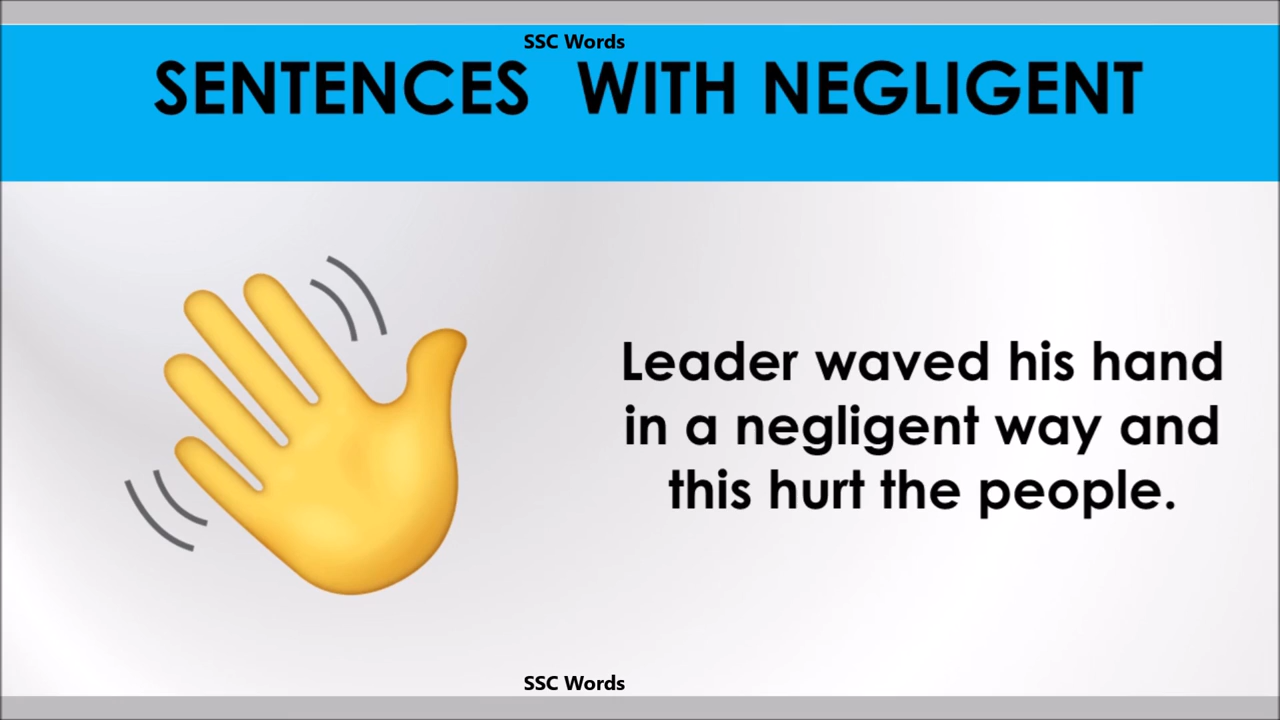 SSC Words
SENTENCES WITH NEGLIGENT
Leader waved his hand
in a negligent way and
this hurt the people.
SSC Words